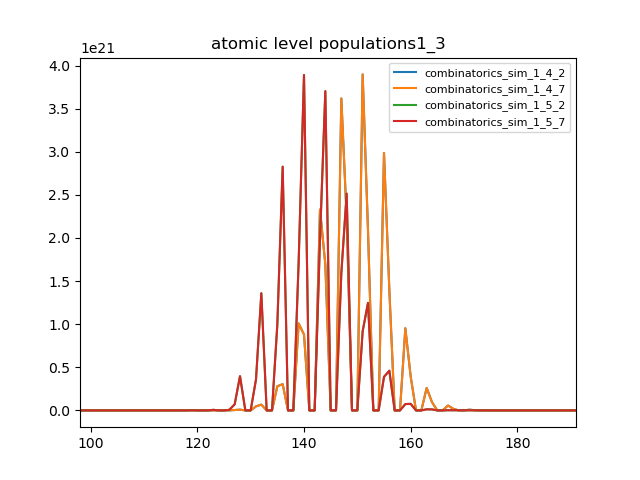 atomic level populations1_3
1e21
combinatorics_sim_1_4_2
combinatorics_sim_1_4_7
combinatorics_sim_1_5_2
combinatorics_sim_1_5_7
4.0
3.5
3.0
2.5
2.0
1.5
1.0
0.5
0.0
100 120 140 160 180